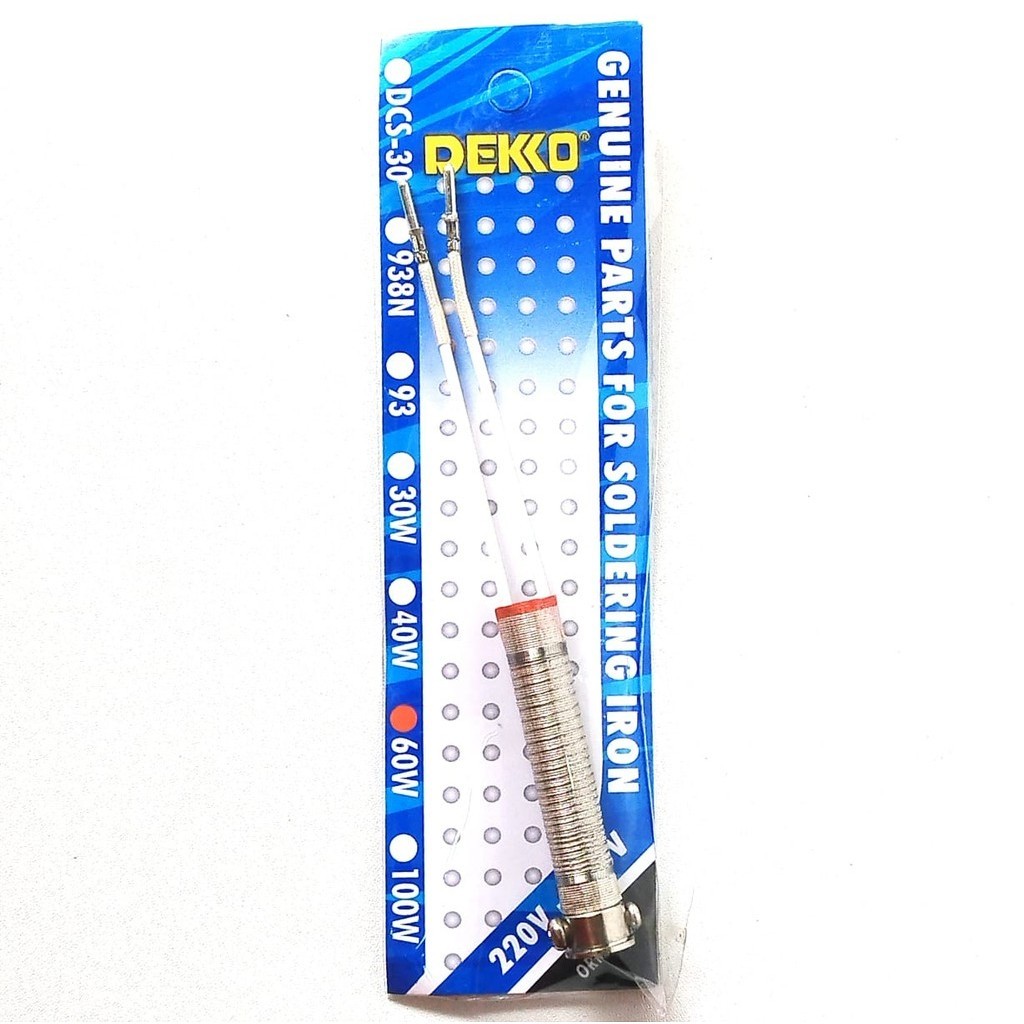 DEKKO®
GENUINE PARTS FOR SOLDERING IRON
DCS-30
938N
93
30W
40W
60W
100W
220V